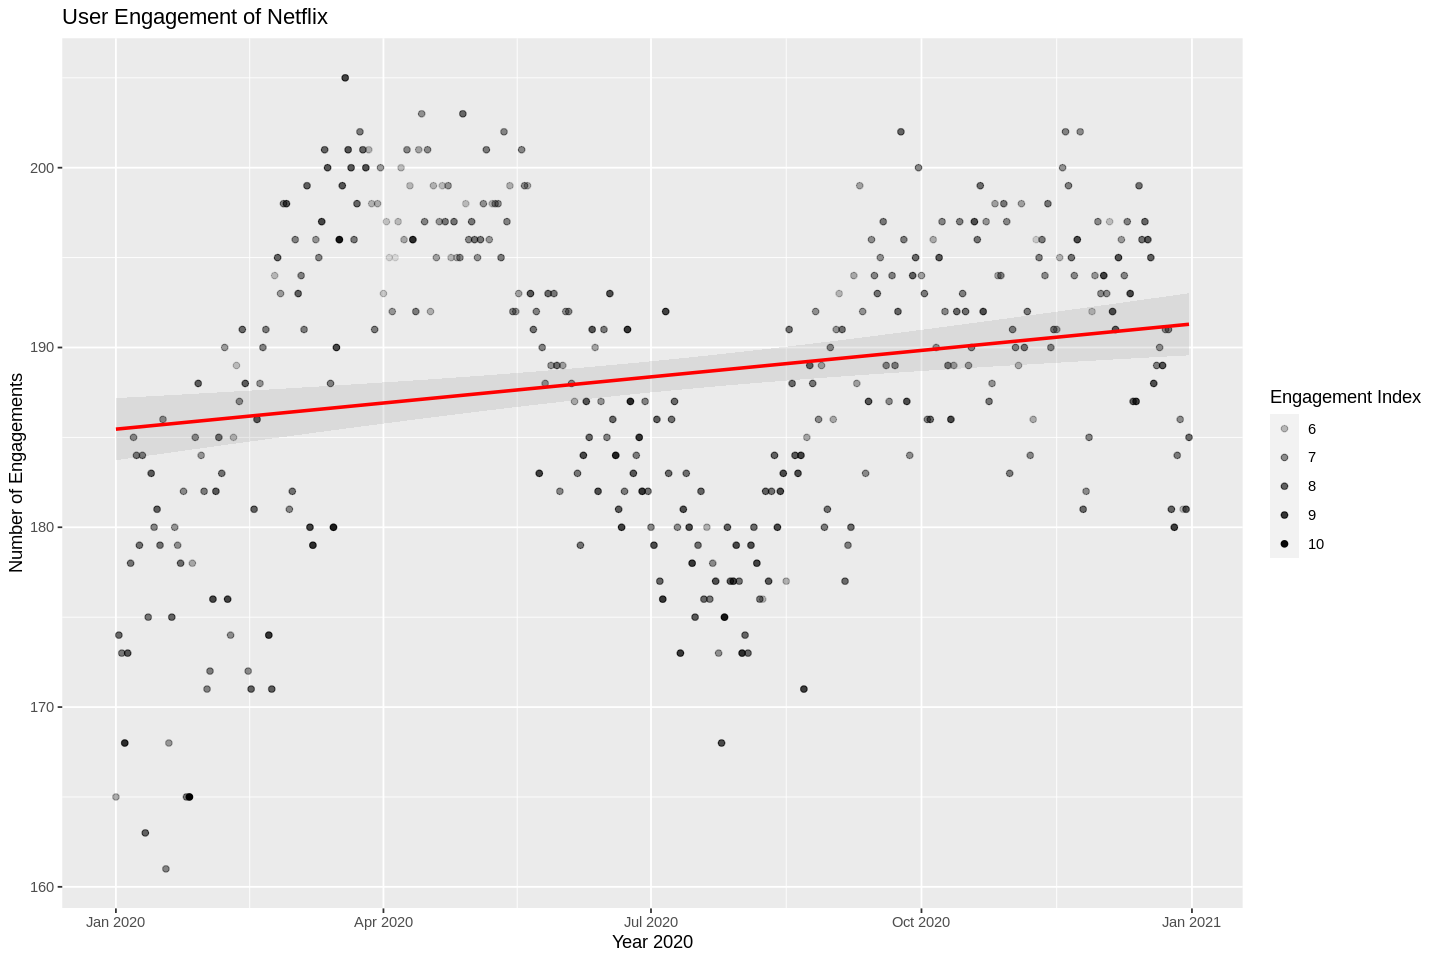 User Engagement of Netflix
Number of Engagements
200
190
180
170
160
Jan 2020
Apr 2020
Jul 2020
Oct 2020
Jan 2021
Year 2020
Engagement Index
6
7
8
9
10